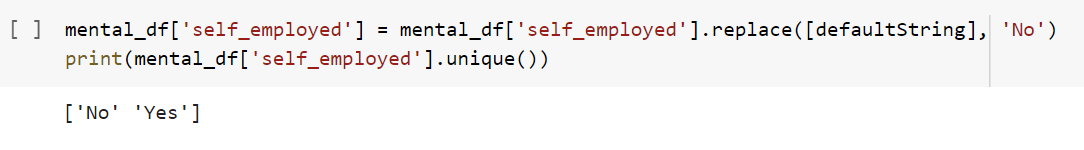 [ ] mental_df['self_employed'] = mental_df['self_employed'].replace([defaultString], 'No')
print(mental_df['self_employed'].unique())
['No' 'Yes']